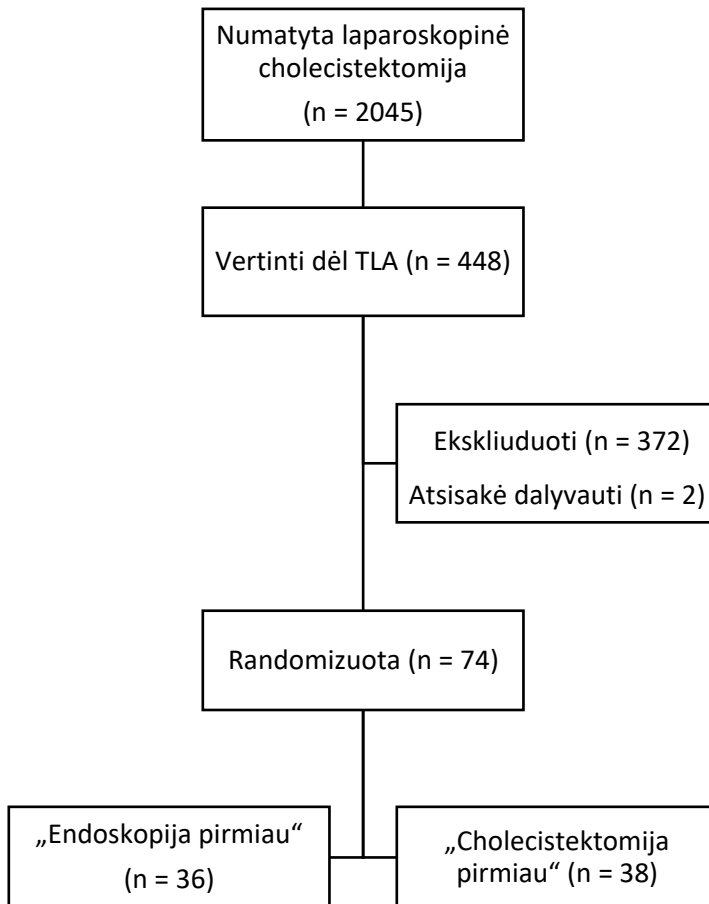 Numatyta laparoskopinė
cholecistektomija
(n = 2045)
Vertinti dėl TLA (n = 448)
Ekskliuduoti (n = 372)
Atsisakė dalyvauti (n = 2)
Randomizuota (n = 74)
„Endoskopija pirmiau“
(n = 36)
„Cholecistektomija
pirmiau“ (n = 38)